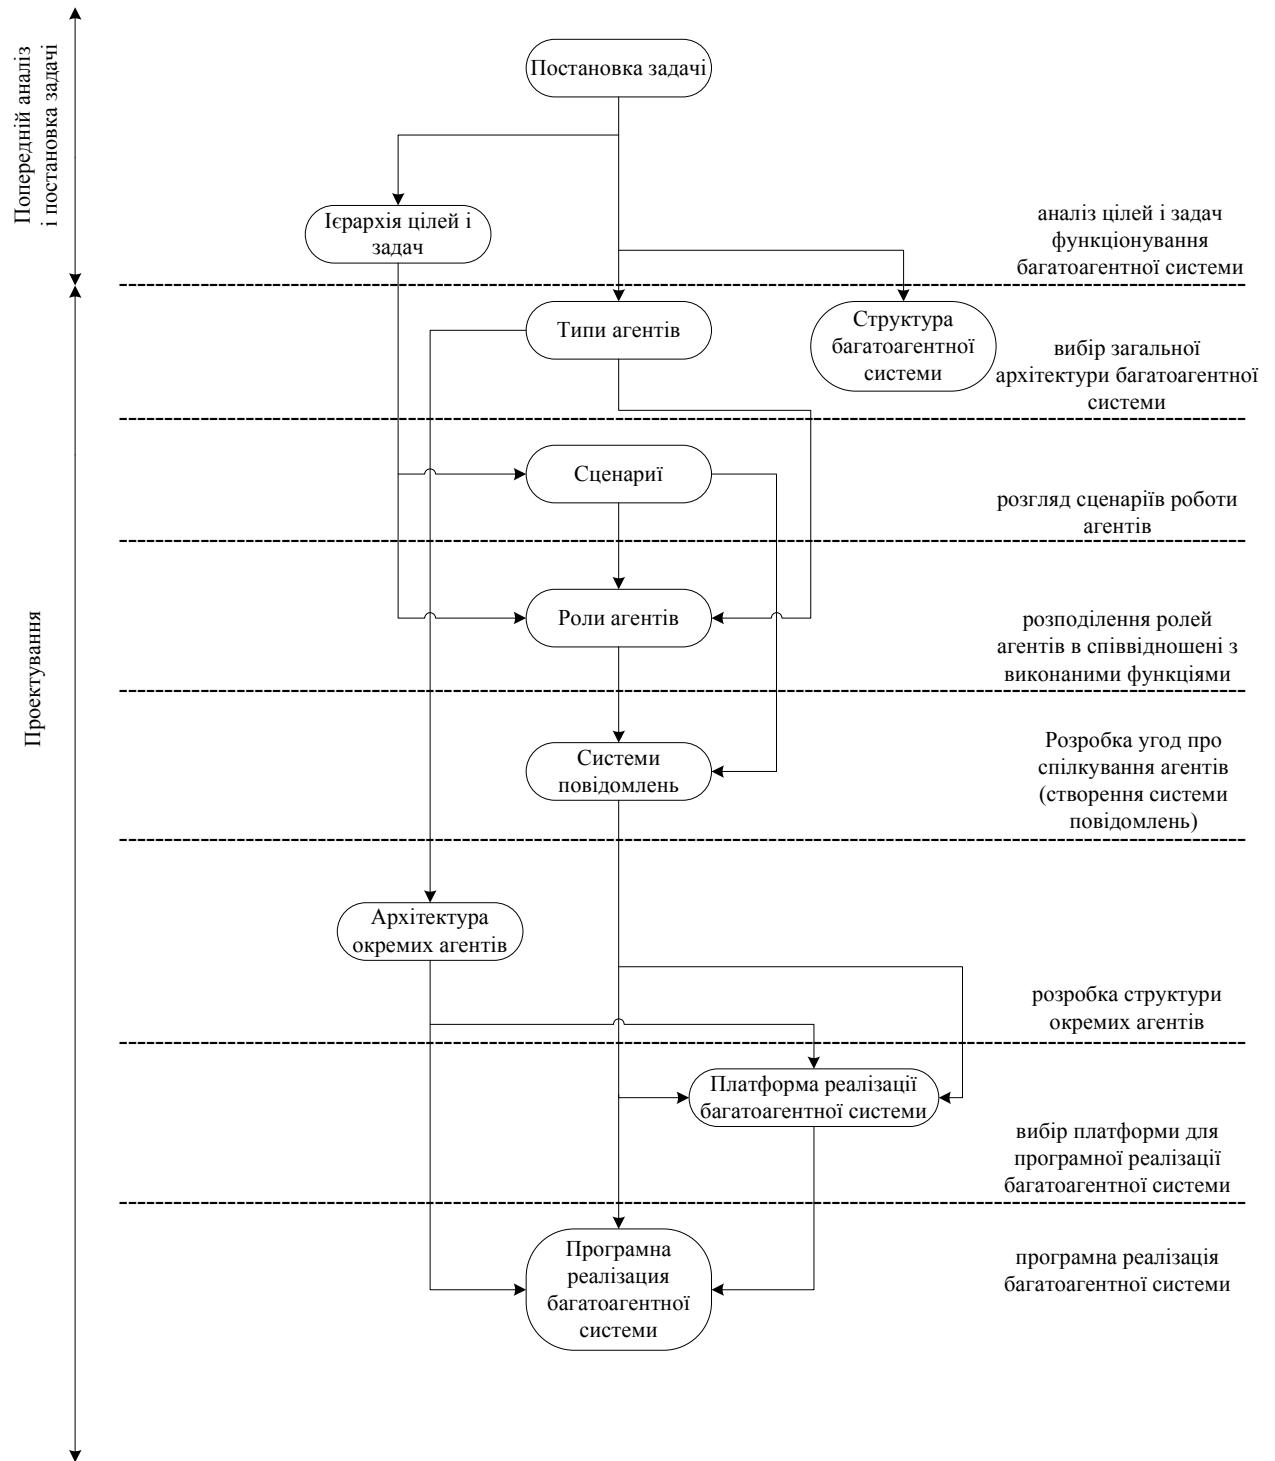 Попередній аналіз
і постановка задачі
Постановка задачі
Ієрархія цілей і
задач
аналіз цілей і задач
функціонування
багатоагентної системи
Проектування
Типи агентів
Структура
багатоагентної
системи
вибір загальної
архітектури багатоагентної
системи
Сценариї
розгляд сценаріїв роботи
агентів
Роли агентів
розподілення ролей
агентів в співвідношені з
виконаними функціями
Системи
повідомлень
Розробка угод про
спілкування агентів
(створення системи
повідомлень)
Архітектура
окремих агентів
розробка структури
окремих агентів
Платформа реалізації
багатоагентної системи
вибір платформи для
програмної реалізації
багатоагентної системи
Програмна
реалізация
багатоагентної
системи
програмна реалізація
багатоагентної системи